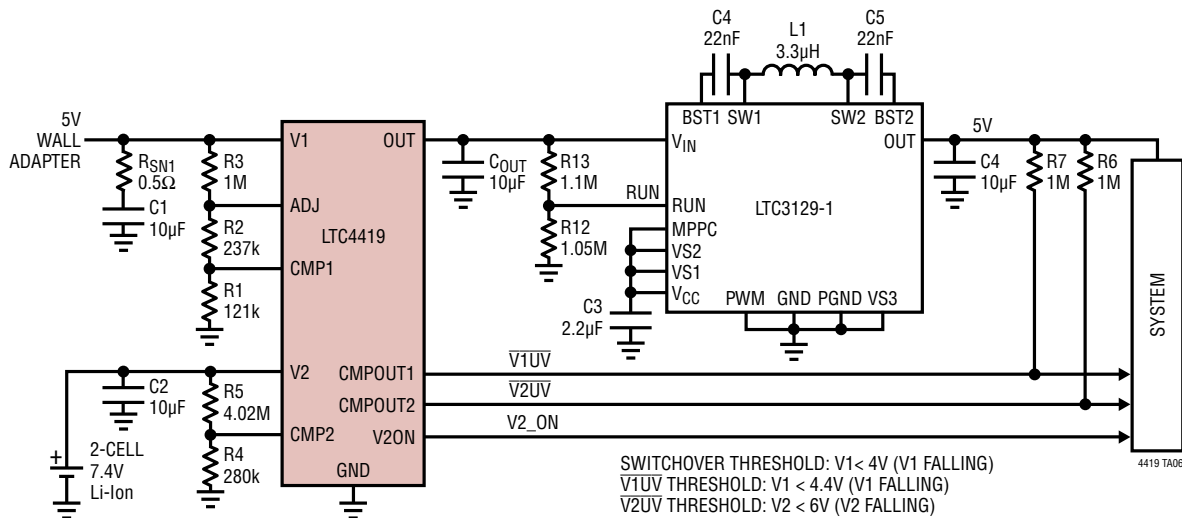 C4
22nF
L1
3.3µH
C5
22nF
BST1 SW1 SW2 BST2
5V
WALL
ADAPTER
RSN1
0.5Ω
C1
10µF
R3
1M
R2
237k
R1
121k
V1
ADJ
CMP1
OUT
LTC4419
COUT
10µF
R13
1.1M
RUN
R12
1.05M
VIN
RUN
MPPC
VS2
VS1
VCC
OUT
LTC3129-1
PWM GND PGND VS3
C3
2.2µF
5V
C4
10µF
R7
1M
R6
1M
SYSTEM
V2
CMP2
GND
CMPOUT1
CMPOUT2
V2ON
V1UV
V2UV
V2_ON
C2
10µF
R5
4.02M
R4
280k
+
2-CELL
7.4V
Li-Ion
SWITCHOVER THRESHOLD: V1< 4V (V1 FALLING)
V1UV THRESHOLD: V1 < 4.4V (V1 FALLING)
V2UV THRESHOLD: V2 < 6V (V2 FALLING)
4419 TA06